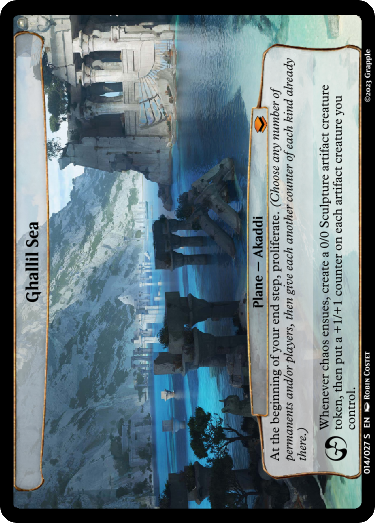 Ghallil Sea
Plane — Akaddi
At the beginning of your end step, proliferate. (Choose any number of
permanents and/or players, then give each another counter of each kind already
there.)
Whenever chaos ensues, create a 0/0 Sculpture artifact creature
token, then put a +1/+1 counter on each artifact creature you
control.
014/027 S EN ROBIN COSTET
©2023 Grapple